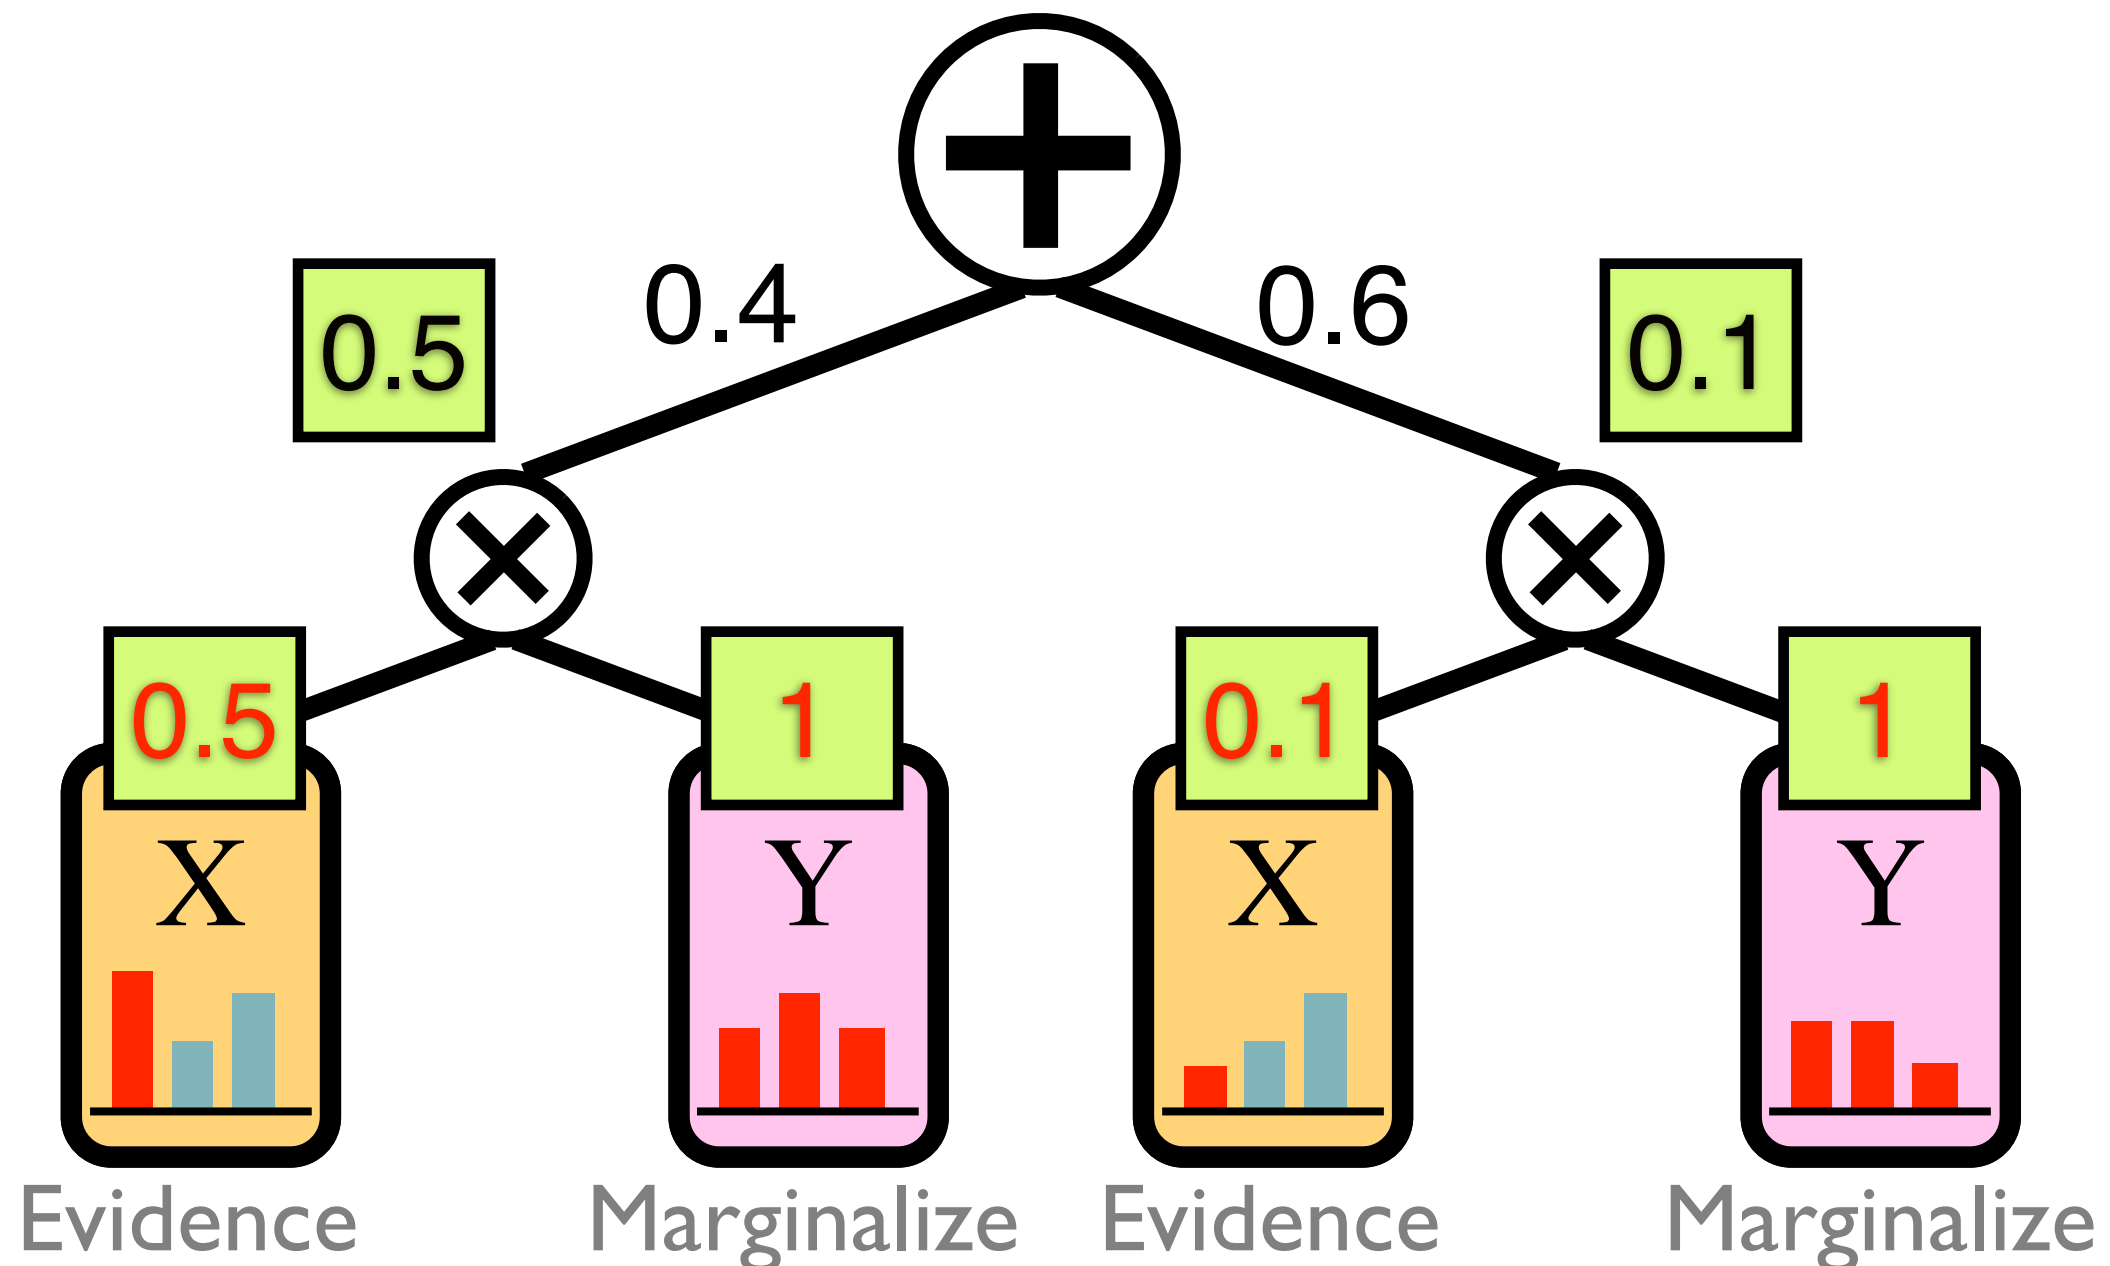 +
0.5 0.4 0.6 0.1
× ×
0.5 1 0.1 1
X Y X Y
Evidence Marginalize Evidence Marginalize